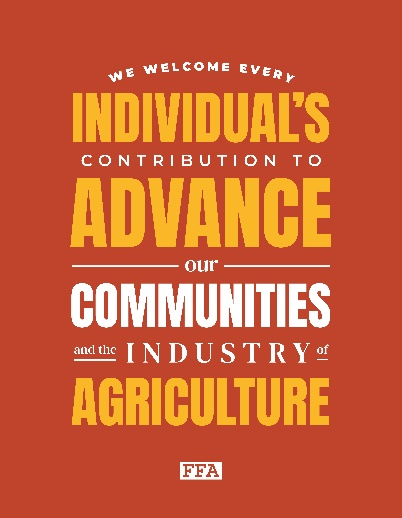 WE WELCOME EVERY
INDIVIDUAL'S
CONTRIBUTION TO
ADVANCE
our
COMMUNITIES
and the INDUSTRY of
AGRICULTURE
FFA